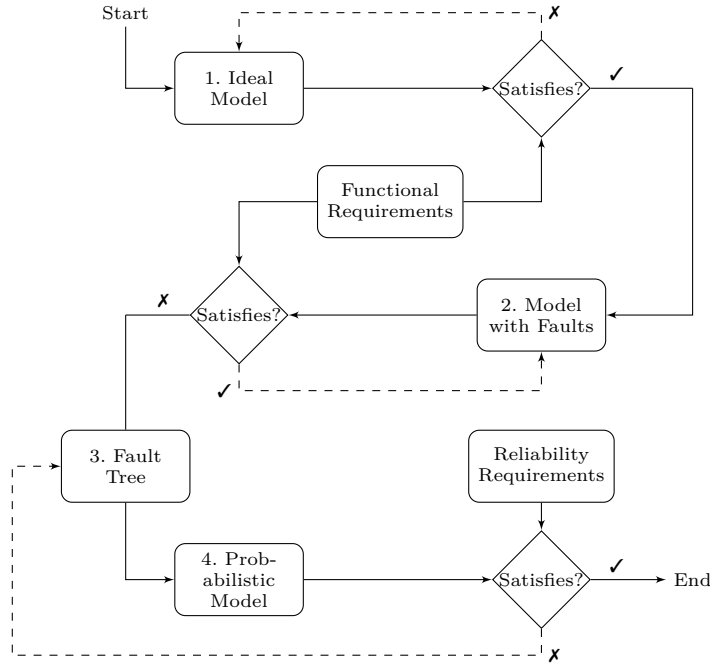 Start
✗
1. Ideal
Model
Satisfies?
✓
Functional
Requirements
✗
Satisfies?
2. Model
with Faults
✓
3. Fault
Tree
Reliability
Requirements
4. Prob-
abilistic
Model
Satisfies?
✓
End
✗